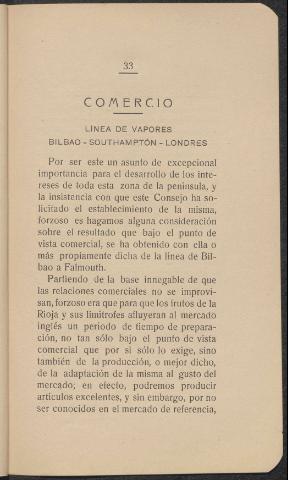 33
COMERCIO
LÍNEA DE VAPORES
BILBAO - SOUTHAMPTÓN - LONDRES
Por ser este un asunto de excepcional
importancia para el desarrollo de los inte-
reses de toda esta zona de la península, y
la insistencia con que este Consejo ha so-
licitado el establecimiento de la misma,
forzoso es hagamos alguna consideración
sobre el resultado que bajo el punto de
vista comercial, se ha obtenido con ella o
más propiamente dicha de la línea de Bil-
bao a Falmouth.
Partiendo de la base innegable de que
las relaciones comerciales no se improvi-
san, forzoso era que para que los frutos de la
Rioja y sus limítrofes afluyeran al mercado
inglés un periodo de tiempo de prepara-
ción, no tan sólo bajo el punto de vista
comercial que por si sólo lo exige, sino
también de la producción, o mejor dicho,
de la adaptación de la misma al gusto del
mercado; en efecto, podremos producir
artículos excelentes, y sin embargo, por no
ser conocidos en el mercado de referencia,